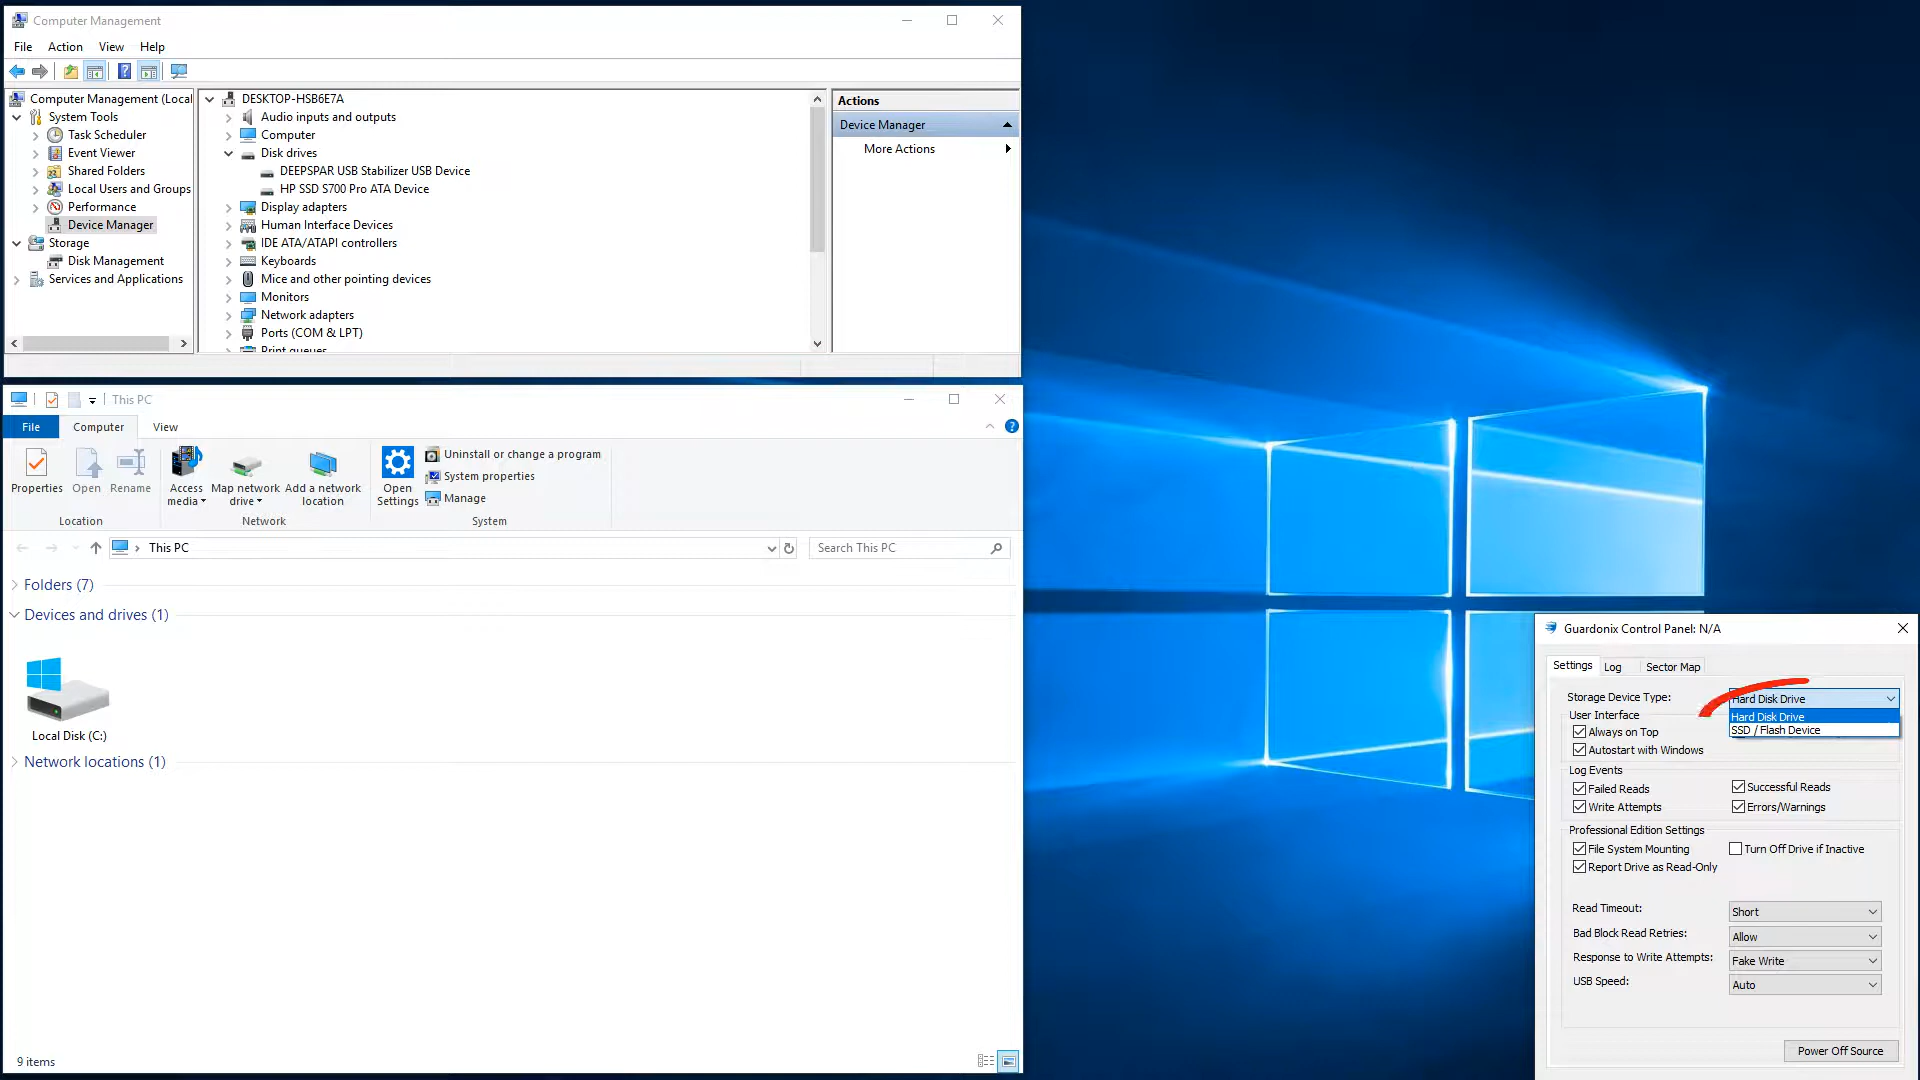 Computer Management
File Action View Help
Computer Management (Local
System Tools
Task Scheduler
Event Viewer
Shared Folders
Local Users and Groups
Performance
Device Manager
Storage
Disk Management
Services and Applications
DESKTOP-HSB6E7A
Audio inputs and outputs
Computer
Disk drives
DEEPSPAR USB Stabilizer USB Device
HP SSD S700 Pro ATA Device
Display adapters
Human Interface Devices
IDE ATA/ATAPI controllers
Keyboards
Mice and other pointing devices
Monitors
Network adapters
Ports (COM & LPT)
Print queues
Actions
Device Manager
More Actions
This PC
File Computer View
Properties
Open
Rename
Location
Access media
Map network drive
Add a network location
Network
Open Settings
Uninstall or change a program
System properties
Manage
System
This PC
Search This PC
Folders (7)
Devices and drives (1)
Local Disk (C:)
Network locations (1)
9 items
Guardonix Control Panel: N/A
Settings Log Sector Map
Storage Device Type: Hard Disk Drive
Hard Disk Drive
SSD / Flash Device
User Interface
Always on Top
Autostart with Windows
Log Events
Failed Reads Successful Reads
Write Attempts Errors/Warnings
Professional Edition Settings
File System Mounting Turn Off Drive if Inactive
Report Drive as Read-Only
Read Timeout: Short
Bad Block Read Retries: Allow
Response to Write Attempts: Fake Write
USB Speed: Auto
Power Off Source